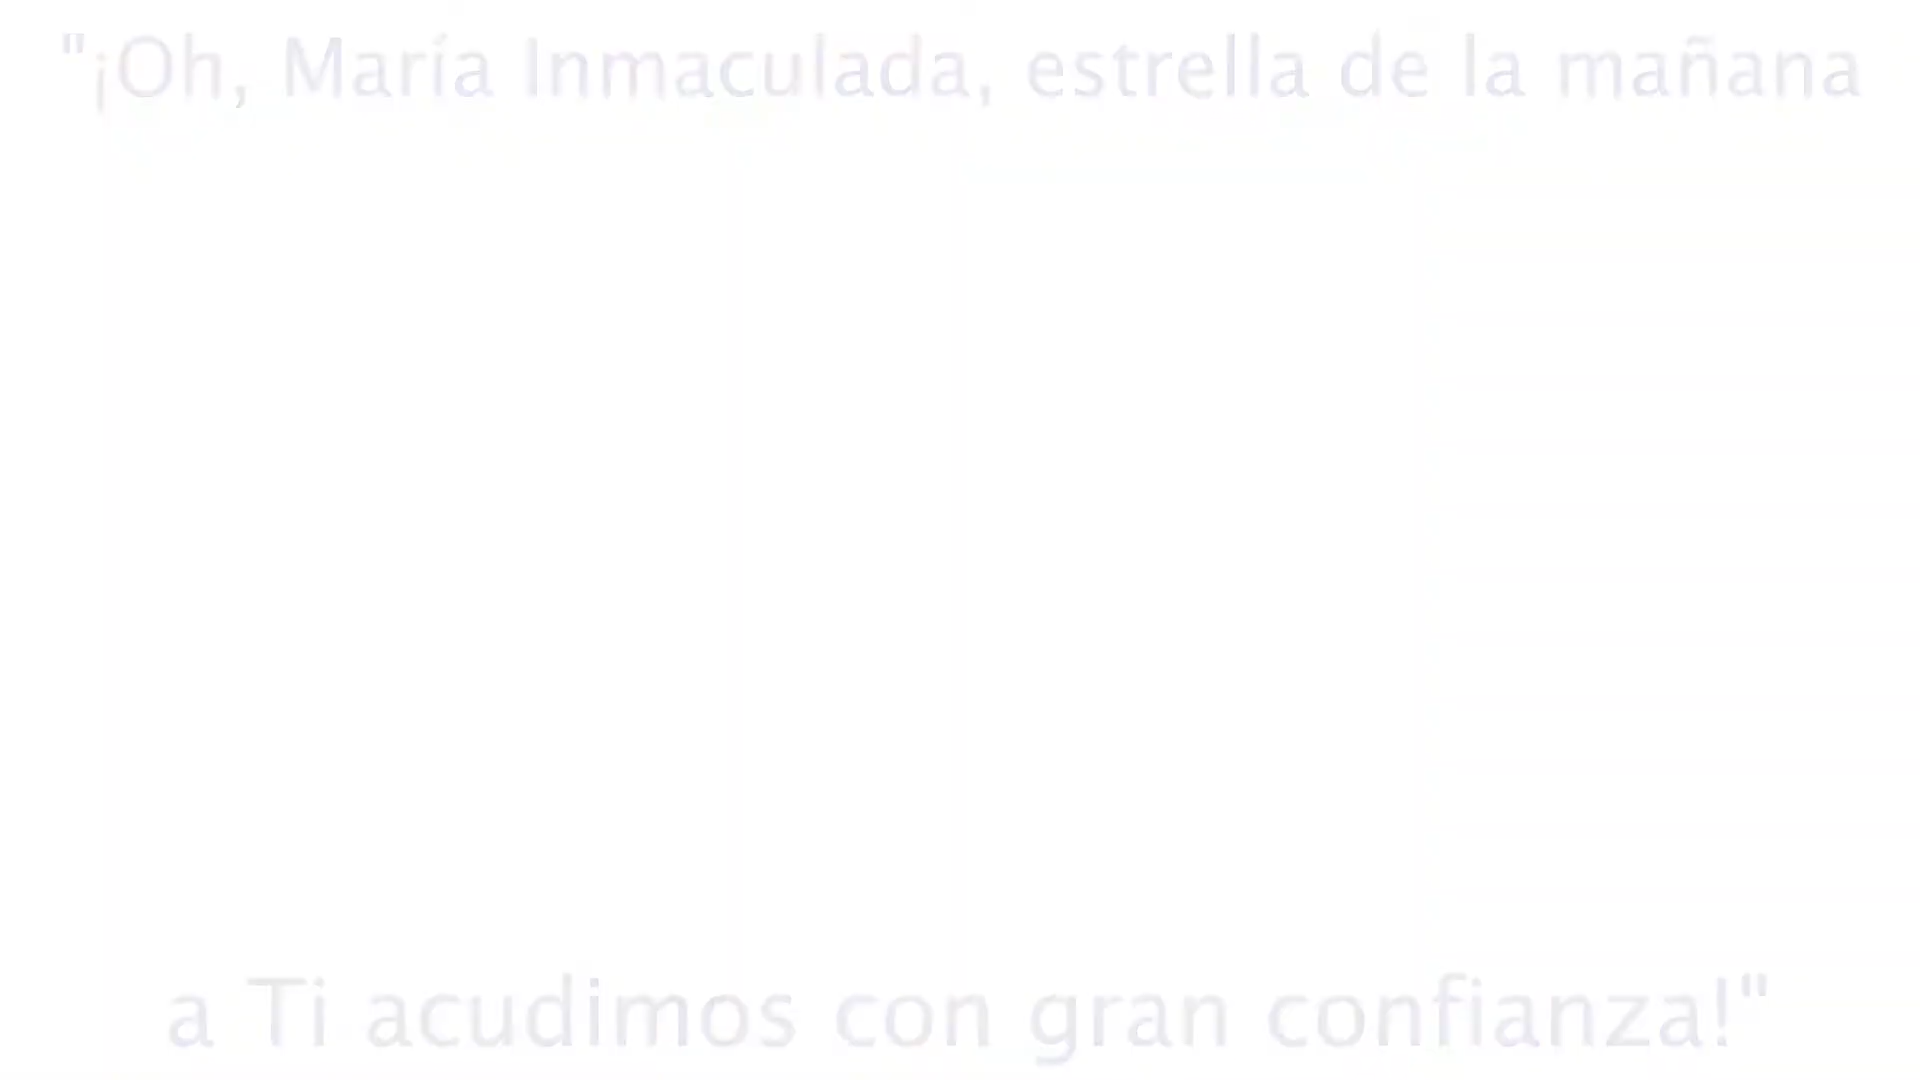 "¡Oh, María Inmaculada, estrella de la mañana
a Ti acudimos con gran confianza!"